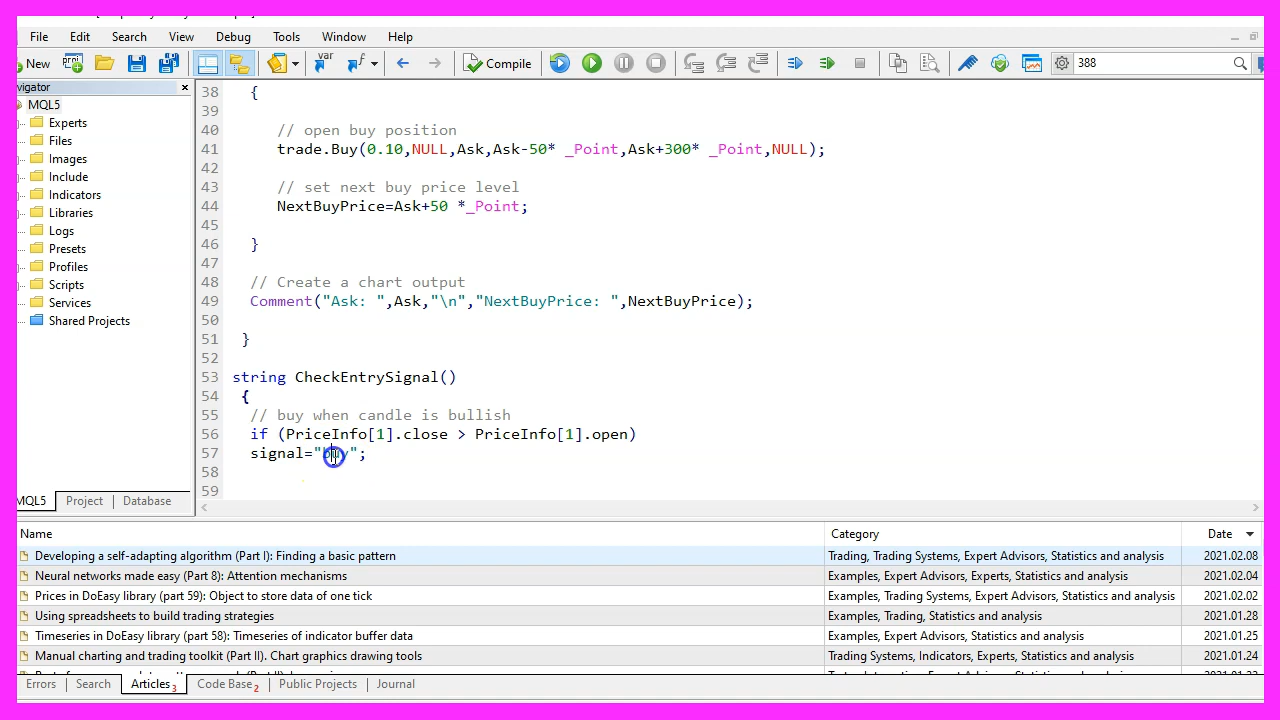 File Edit Search View Debug Tools Window Help
New Compile 388
MQL5
Experts
Files
Images
Include
Indicators
Libraries
Logs
Presets
Profiles
Scripts
Services
Shared Projects
MQL5 Project Database
38 {
39
40 // open buy position
41 trade.Buy(0.10,NULL,Ask,Ask-50* _Point,Ask+300* _Point,NULL);
42
43 // set next buy price level
44 NextBuyPrice=Ask+50 *_Point;
45
46 }
47
48 // Create a chart output
49 Comment("Ask: ",Ask,"\n","NextBuyPrice: ",NextBuyPrice);
50
51 }
52
53 string CheckEntrySignal()
54 {
55 // buy when candle is bullish
56 if (PriceInfo[1].close > PriceInfo[1].open)
57 signal="buy";
58
59
Name Category Date
Developing a self-adapting algorithm (Part I): Finding a basic pattern Trading, Trading Systems, Expert Advisors, Statistics and analysis 2021.02.08
Neural networks made easy (Part 8): Attention mechanisms Examples, Expert Advisors, Experts, Statistics and analysis 2021.02.04
Prices in DoEasy library (part 59): Object to store data of one tick Examples, Trading Systems, Expert Advisors, Statistics and analysis 2021.02.02
Using spreadsheets to build trading strategies Examples, Trading, Statistics and analysis 2021.01.28
Timeseries in DoEasy library (part 58): Timeseries of indicator buffer data Examples, Expert Advisors, Statistics and analysis 2021.01.25
Manual charting and trading toolkit (Part II). Chart graphics drawing tools Trading Systems, Indicators, Expert Advisors, Statistics and analysis 2021.01.24
Errors Search Articles 3 Code Base 2 Public Projects Journal